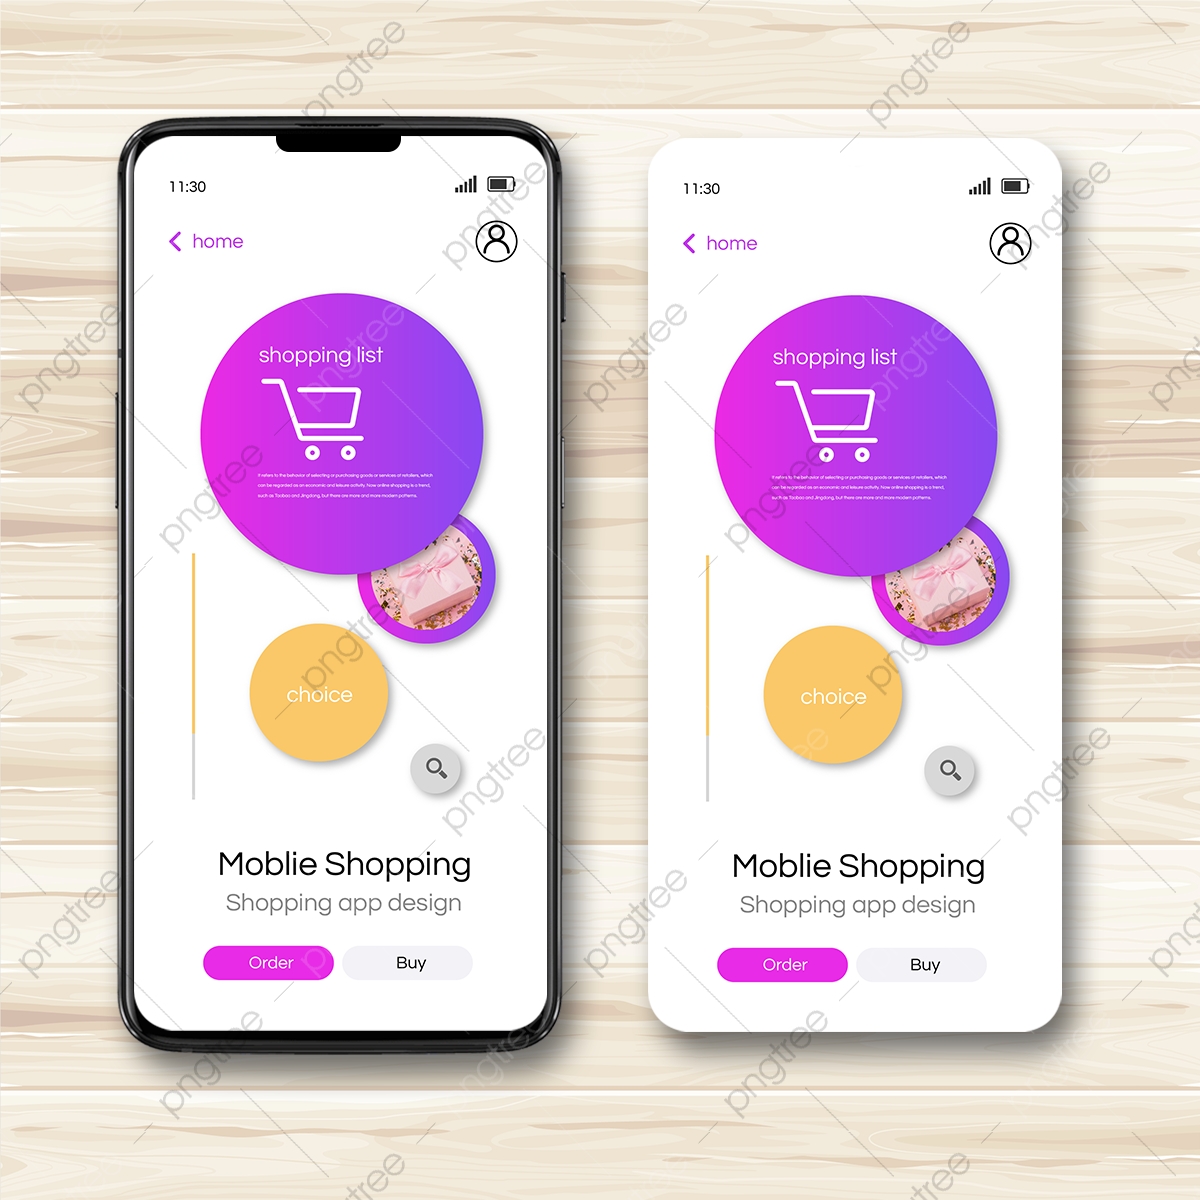 11:30
home
shopping list
It refers to the behavior of selecting or purchasing goods or services of retailers, which
can be regarded as an economic and leisure activity. Now online shopping is a trend,
such as Taobao and Jingdong, but there are more and more modern patterns.
choice
Moblie Shopping
Shopping app design
Order
Buy
11:30
home
shopping list
It refers to the behavior of selecting or purchasing goods or services of retailers, which
can be regarded as an economic and leisure activity. Now online shopping is a trend,
such as Taobao and Jingdong, but there are more and more modern patterns.
choice
Moblie Shopping
Shopping app design
Order
Buy
pngtree